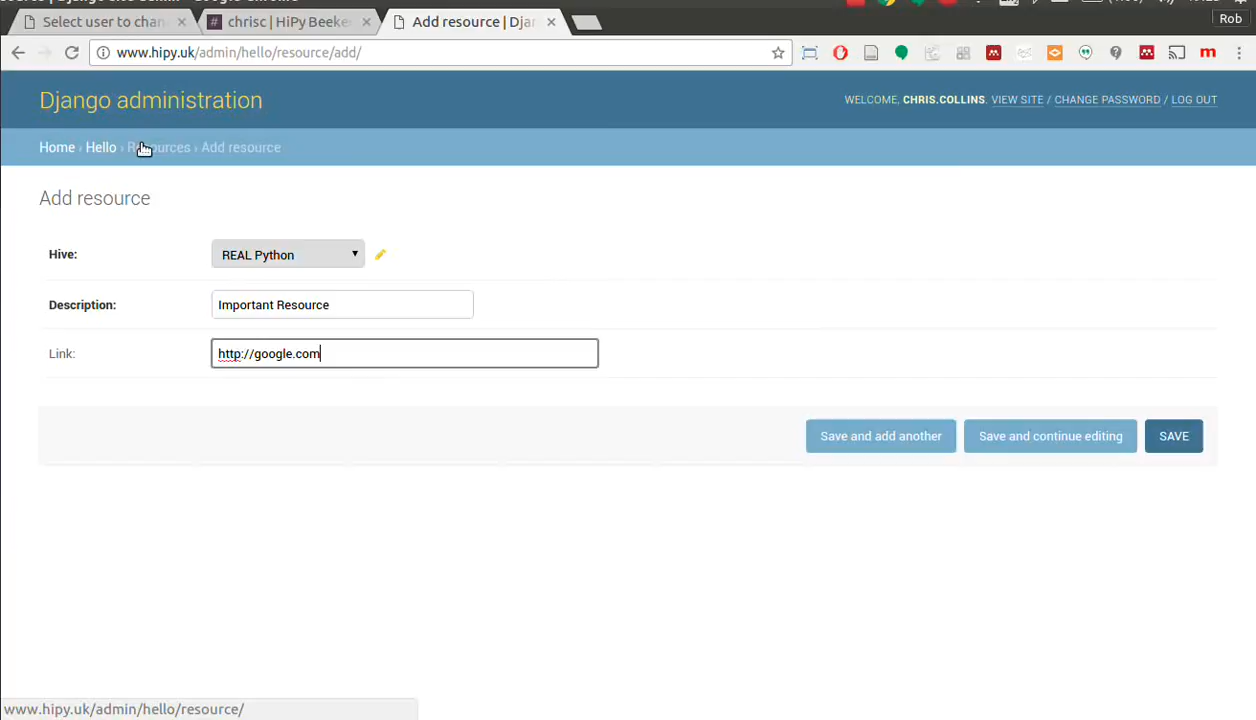 Select user to chan
chrisc | HiPy Beeke
Add resource | Djan
Rob
www.hipy.uk/admin/hello/resource/add/
Django administration
WELCOME, CHRIS.COLLINS. VIEW SITE / CHANGE PASSWORD / LOG OUT
Home › Hello › Resources › Add resource
Add resource
Hive: REAL Python
Description: Important Resource
Link: http://google.com
Save and add another Save and continue editing SAVE
www.hipy.uk/admin/hello/resource/